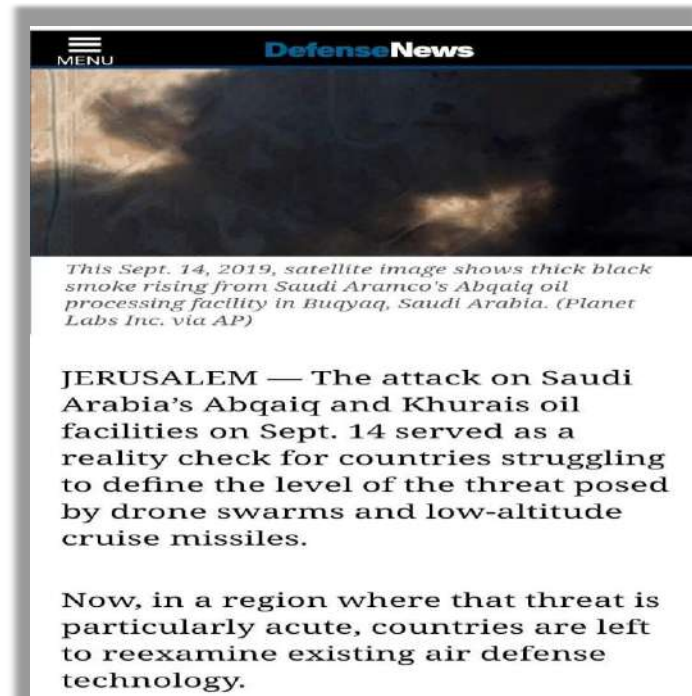 MENU
DefenseNews
This Sept. 14, 2019, satellite image shows thick black
smoke rising from Saudi Aramco's Abqaiq oil
processing facility in Buqyaq, Saudi Arabia. (Planet
Labs Inc. via AP)
JERUSALEM — The attack on Saudi
Arabia’s Abqaiq and Khurais oil
facilities on Sept. 14 served as a
reality check for countries struggling
to define the level of the threat posed
by drone swarms and low-altitude
cruise missiles.
Now, in a region where that threat is
particularly acute, countries are left
to reexamine existing air defense
technology.